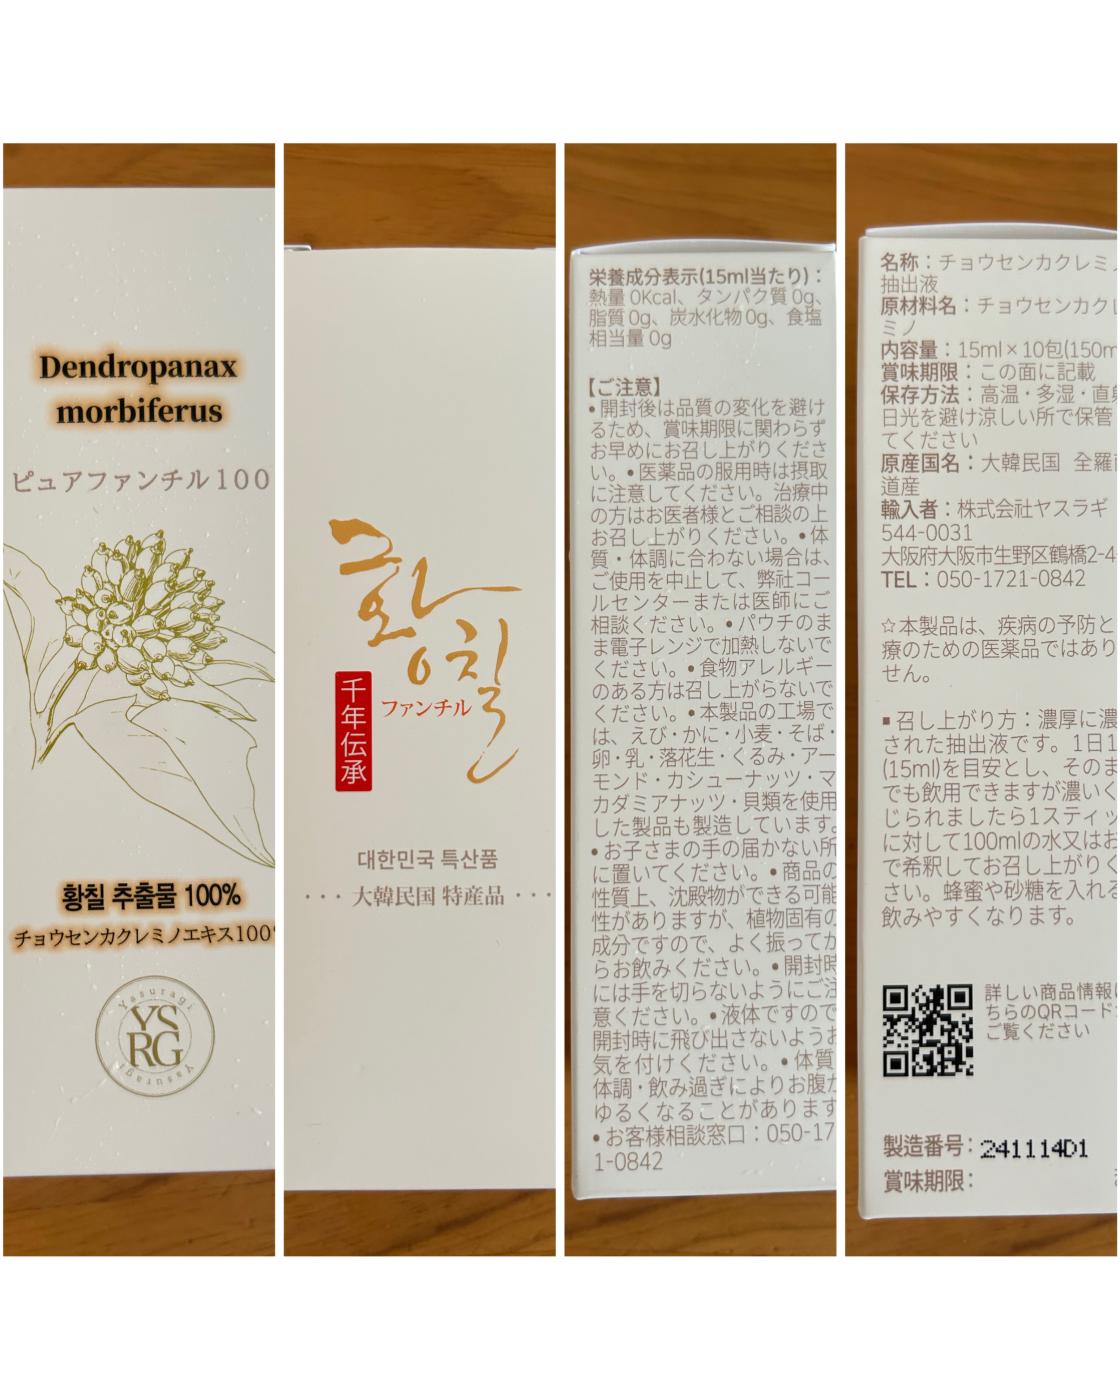 Dendropanax
morbiferus
ピュアファンチル100
황칠 추출물 100%
チョウセンカクレミノエキス100%
Yasuragi
YS
RG
Yasuragi
황칠
千年伝承
ファンチル
대한민국 특산품
・・・大韓民国 特産品・・・
栄養成分表示(15ml当たり)：
熱量 0Kcal、タンパク質 0g、
脂質 0g、炭水化物 0g、食塩
相当量 0g
【ご注意】
•開封後は品質の変化を避け
るため、賞味期限に関わらず
お早めにお召し上がりくださ
い。•医薬品の服用時は摂取
に注意してください。治療中
の方はお医者様とご相談の上
お召し上がりください。•体
質・体調に合わない場合は、
ご使用を中止して、弊社コー
ルセンターまたは医師にご
相談ください。•パウチのま
ま電子レンジで加熱しないで
ください。•食物アレルギー
のある方は召し上がらないで
ください。•本製品の工場で
は、えび・かに・小麦・そば・
卵・乳・落花生・くるみ・アー
モンド・カシューナッツ・マ
カダミアナッツ・貝類を使用
した製品も製造しています。
•お子さまの手の届かない所
に置いてください。•商品の
性質上、沈殿物ができる可能
性がありますが、植物固有の
成分ですので、よく振ってか
らお飲みください。•開封時
には手を切らないようにご注
意ください。•液体ですので
開封時に飛び出さないようお
気を付けください。•体質
体調・飲み過ぎによりお腹が
ゆるくなることがあります
•お客様相談窓口：050-17
1-0842
名称：チョウセンカクレミ
抽出液
原材料名：チョウセンカクレ
ミノ
内容量：15ml×10包(150m
賞味期限：この面に記載
保存方法：高温・多湿・直射
日光を避け涼しい所で保管
てください
原産国名：大韓民国 全羅南
道産
輸入者：株式会社ヤスラギ
544-0031
大阪府大阪市生野区鶴橋2-4
TEL：050-1721-0842
☆本製品は、疾病の予防と
療のための医薬品ではあり
せん。
▪召し上がり方：濃厚に濃
された抽出液です。1日1
(15ml)を目安とし、そのま
でも飲用できますが濃いく
じられましたら1スティッ
に対して100mlの水又はお
で希釈してお召し上がりく
さい。蜂蜜や砂糖を入れる
飲みやすくなります。
詳しい商品情報は
ちらのQRコード
ご覧ください
製造番号：241114D1
賞味期限：